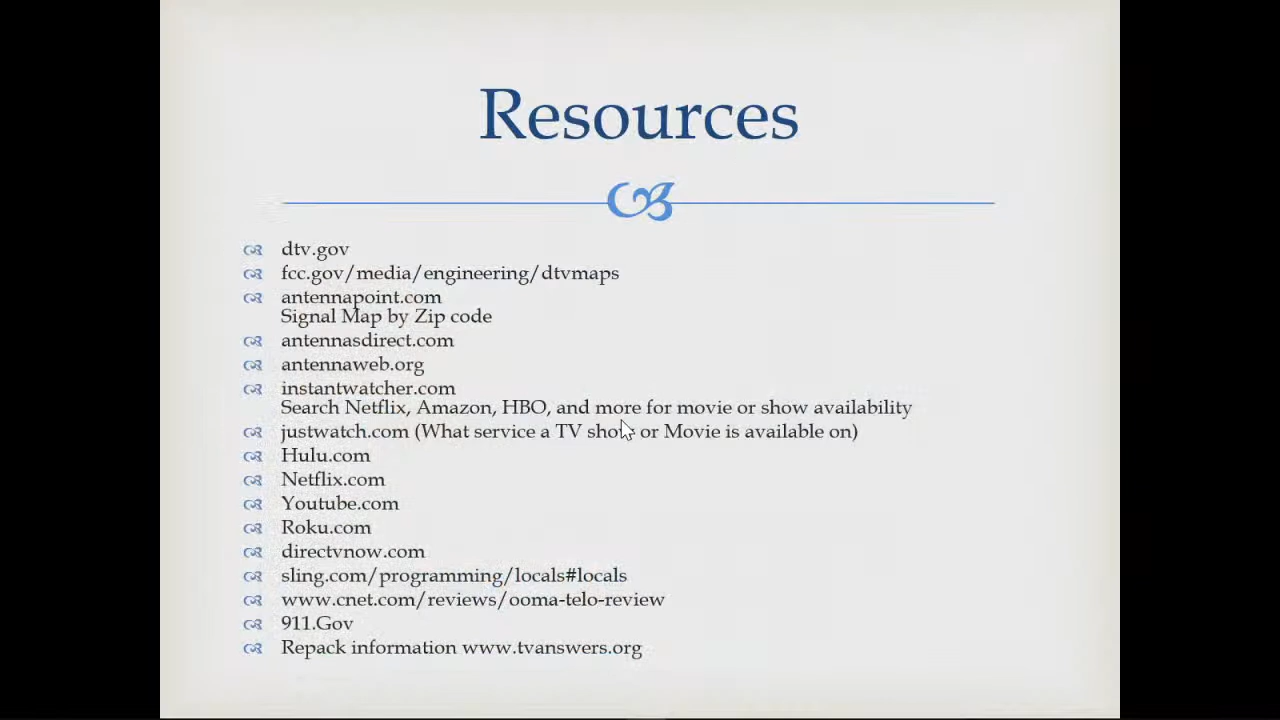 Resources
dtv.gov
fcc.gov/media/engineering/dtvmaps
antennapoint.com
Signal Map by Zip code
antennasdirect.com
antennaweb.org
instantwatcher.com
Search Netflix, Amazon, HBO, and more for movie or show availability
justwatch.com (What service a TV show or Movie is available on)
Hulu.com
Netflix.com
Youtube.com
Roku.com
directvnow.com
sling.com/programming/locals#locals
www.cnet.com/reviews/ooma-telo-review
911.Gov
Repack information www.tvanswers.org